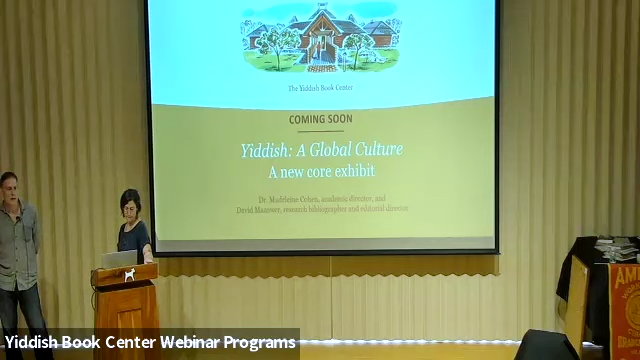 The Yiddish Book Center
COMING SOON
Yiddish: A Global Culture
A new core exhibit
Dr. Madeleine Cohen, academic director, and
David Mazower, research bibliographer and editorial director
Yiddish Book Center Webinar Programs